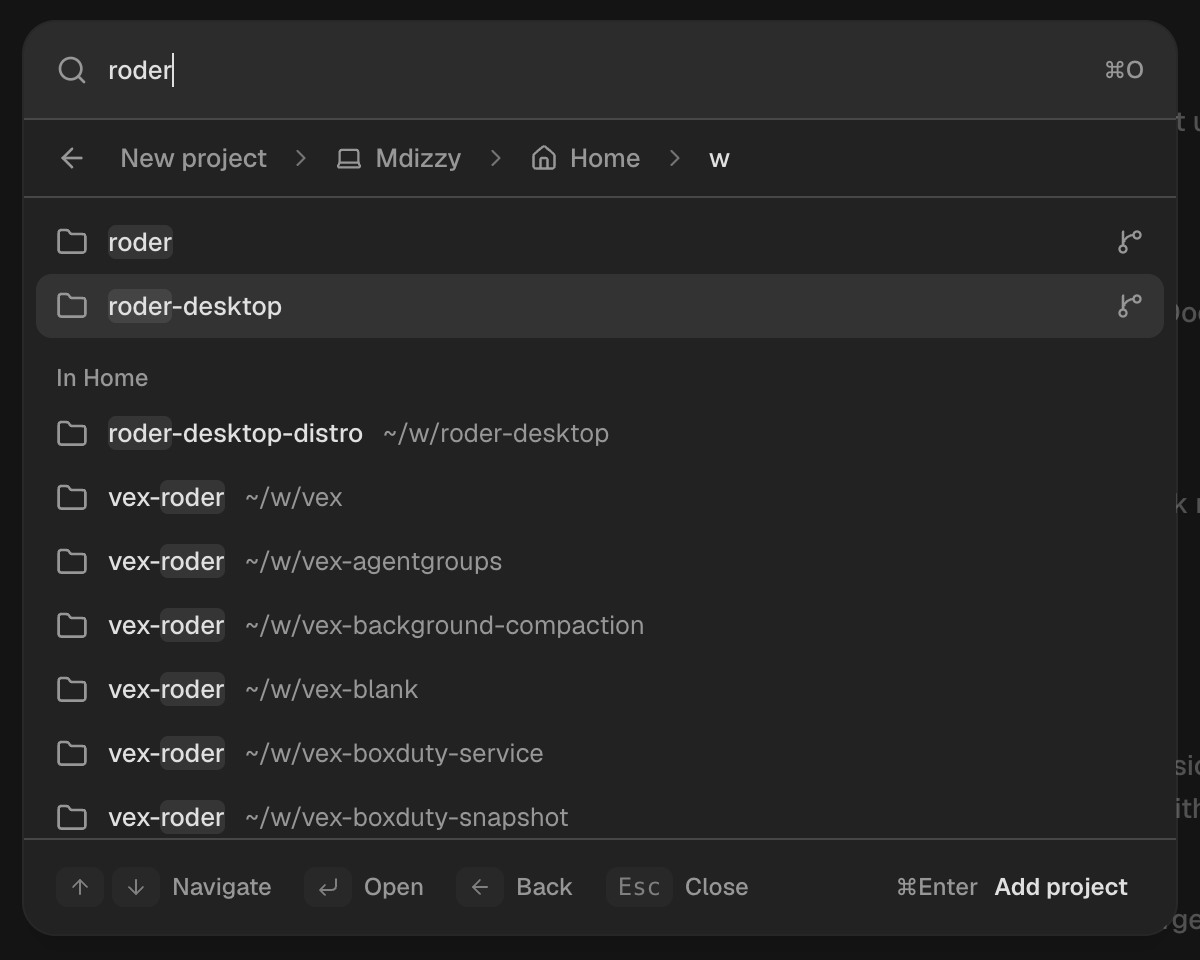 roder ⌘O
New project > Mdizzy > Home > w
roder
roder-desktop
In Home
roder-desktop-distro ~/w/roder-desktop
vex-roder ~/w/vex
vex-roder ~/w/vex-agentgroups
vex-roder ~/w/vex-background-compaction
vex-roder ~/w/vex-blank
vex-roder ~/w/vex-boxduty-service
vex-roder ~/w/vex-boxduty-snapshot
↑ ↓ Navigate ↵ Open ← Back Esc Close ⌘Enter Add project